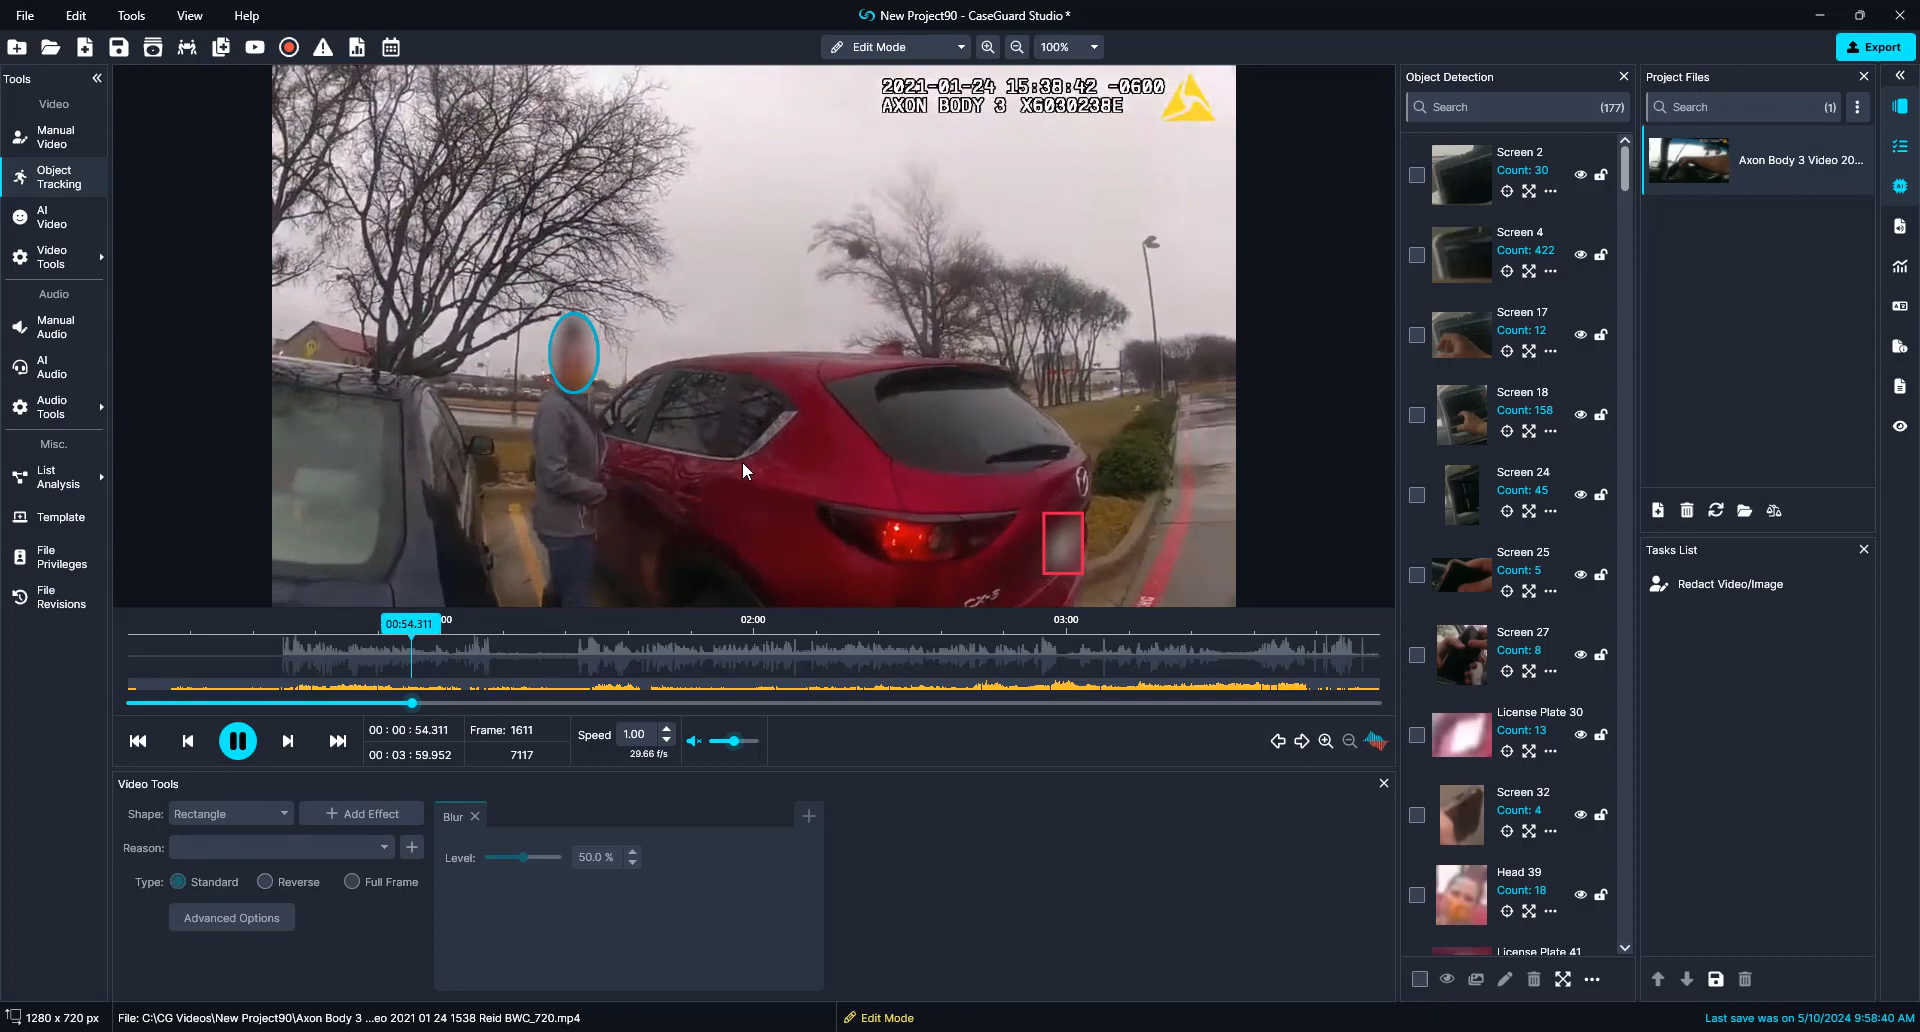 File Edit Tools View Help
New Project90 - CaseGuard Studio*
Edit Mode
100%
Export
Tools
Video
Manual Video
Object Tracking
AI Video
Video Tools
Audio
Manual Audio
AI Audio
Audio Tools
Misc.
List Analysis
Template
File Privileges
File Revisions
2021-01-24 15:38:42 -0600
AXON BODY 3 X6030238E
CX-5
00:54.311
00
02:00
03:00
00 : 00 : 54.311
Frame: 1611
00 : 03 : 59.952
7117
Speed 1.00
29.66 f/s
Video Tools
Shape: Rectangle
Add Effect
Reason:
Type: Standard Reverse Full Frame
Advanced Options
Blur
Level: 50.0 %
Object Detection
Search (177)
Screen 2
Count: 30
Screen 4
Count: 422
Screen 17
Count: 12
Screen 18
Count: 158
Screen 24
Count: 45
Screen 25
Count: 5
Screen 27
Count: 8
License Plate 30
Count: 13
Screen 32
Count: 4
Head 39
Count: 18
License Plate 41
Project Files
Search (1)
Axon Body 3 Video 20...
Tasks List
Redact Video/Image
AI
1280 x 720 px
File: C:\CG Videos\New Project90\Axon Body 3 ...eo 2021 01 24 1538 Reid BWC_720.mp4
Edit Mode
Last save was on 5/10/2024 9:58:40 AM